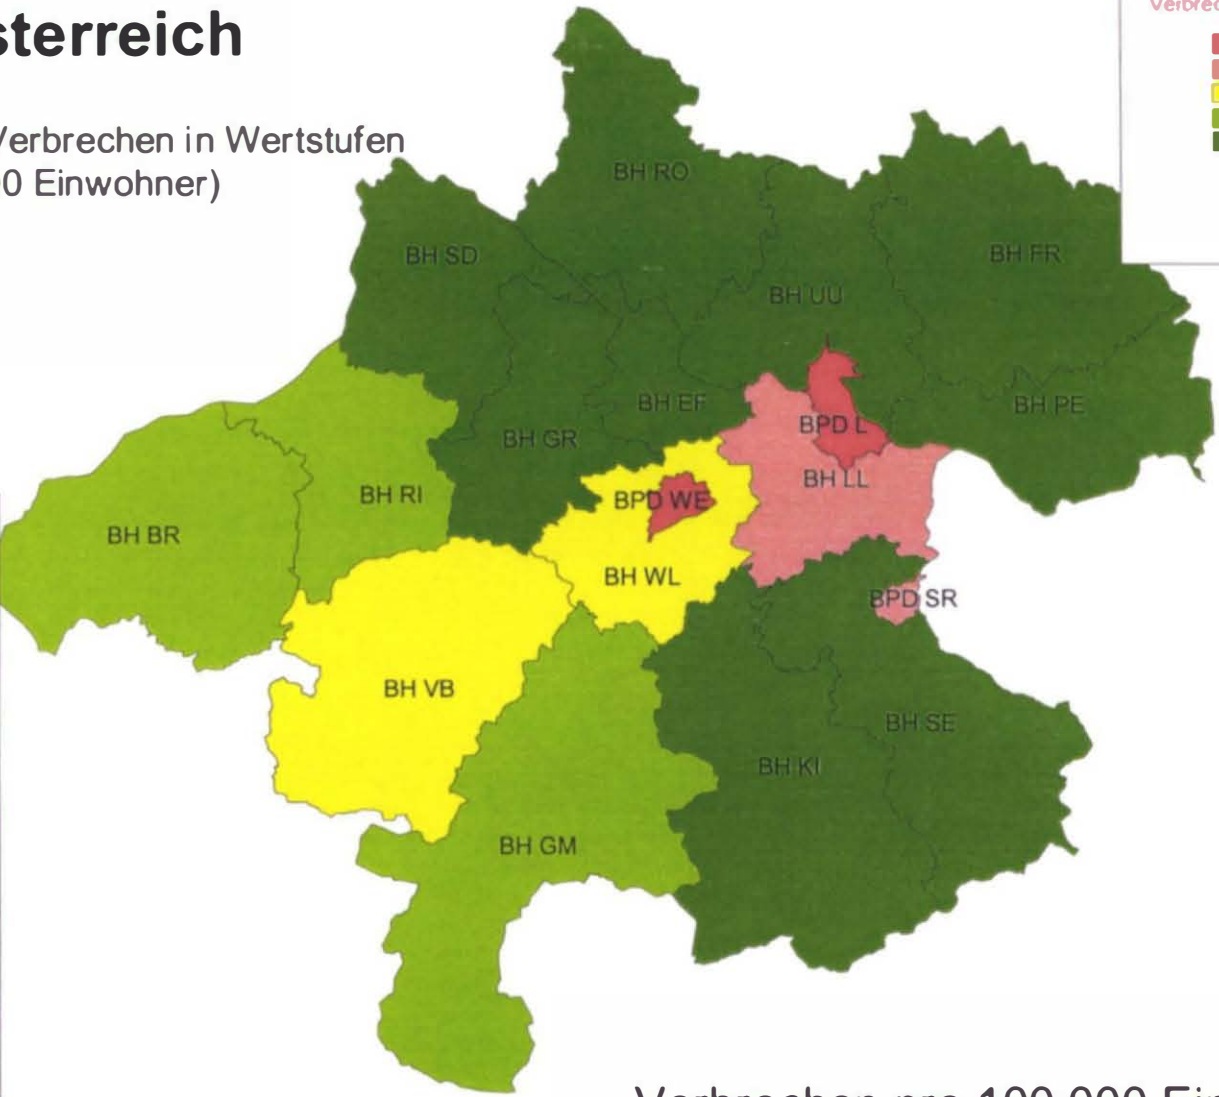 sterreich
Verbrechen in Wertstufen
0 Einwohner)
BH RO
BH SD
BH FR
BH UU
BH EF
BH PE
BPD L
BH GR
BH LL
BH RI
BPD WE
BH BR
BH WL
BPD SR
BH VB
BH SE
BH KI
BH GM